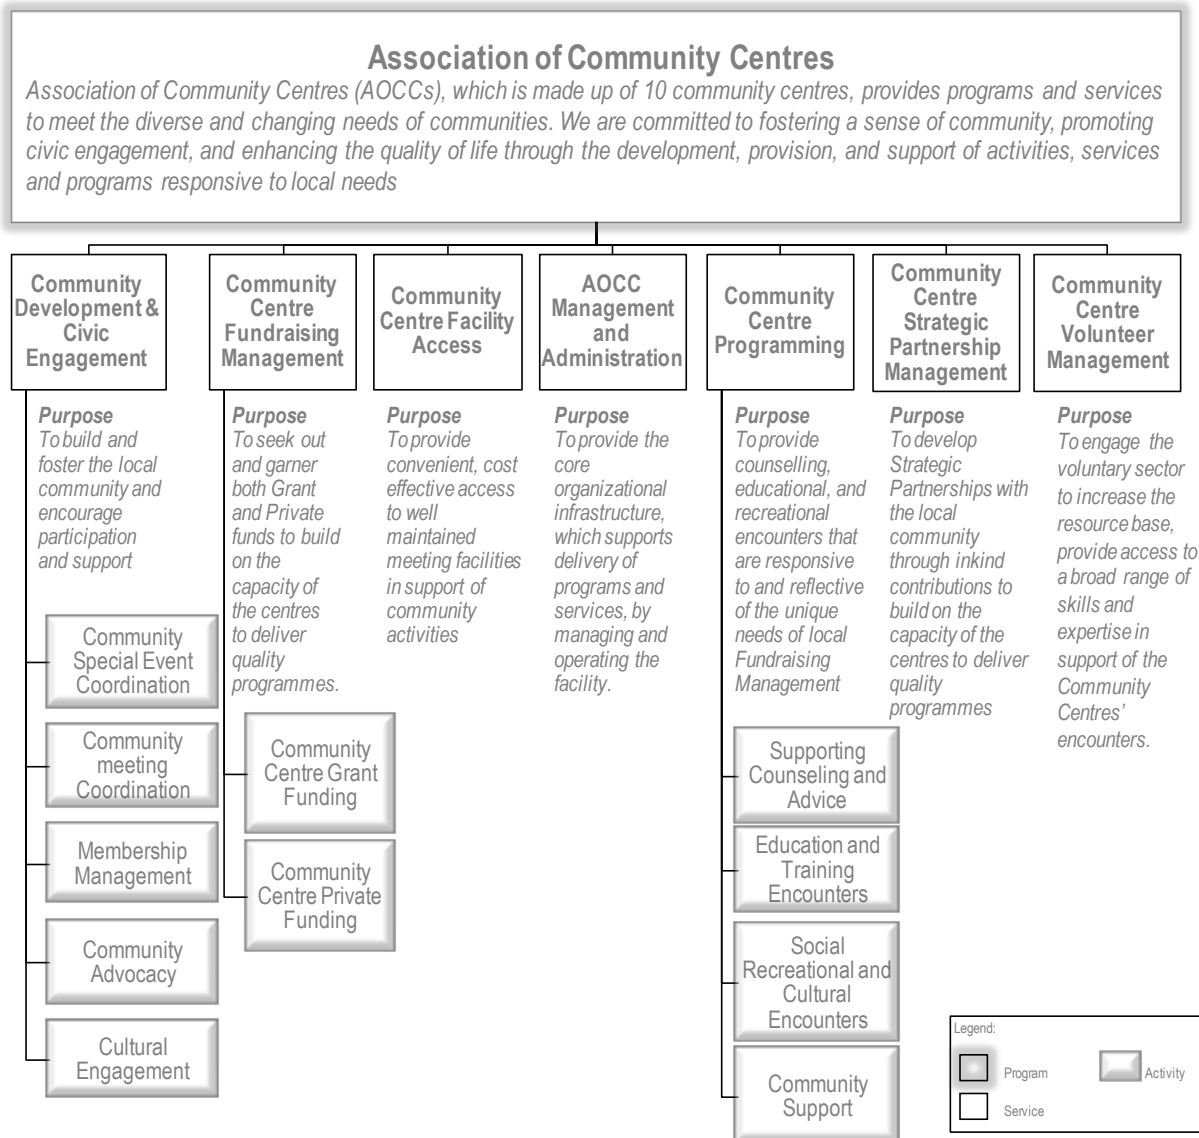 Association of Community Centres
Association of Community Centres (AOCCs), which is made up of 10 community centres, provides programs and services
to meet the diverse and changing needs of communities. We are committed to fostering a sense of community, promoting
civic engagement, and enhancing the quality of life through the development, provision, and support of activities, services
and programs responsive to local needs
Community
Development &
Civic
Engagement
Purpose
To build and
foster the local
community and
encourage
participation
and support
Community
Special Event
Coordination
Community
meeting
Coordination
Membership
Management
Community
Advocacy
Cultural
Engagement
Community
Centre
Fundraising
Management
Purpose
To seek out
and garner
both Grant
and Private
funds to build
on the
capacity of
the centres
to deliver
quality
programmes.
Community
Centre Grant
Funding
Community
Centre Private
Funding
Community
Centre Facility
Access
Purpose
To provide
convenient, cost
effective access
to well
maintained
meeting facilities
in support of
community
activities
AOCC
Management
and
Administration
Purpose
To provide the
core
organizational
infrastructure,
which supports
delivery of
programs and
services, by
managing and
operating the
facility.
Community
Centre
Programming
Purpose
To provide
counselling,
educational, and
recreational
encounters that
are responsive
to and reflective
of the unique
needs of local
Fundraising
Management
Supporting
Counseling and
Advice
Education and
Training
Encounters
Social
Recreational and
Cultural
Encounters
Community
Support
Community
Centre
Strategic
Partnership
Management
Purpose
To develop
Strategic
Partnerships with
the local
community
through inkind
contributions to
build on the
capacity of the
centres to deliver
quality
programmes
Community
Centre
Volunteer
Management
Purpose
To engage the
voluntary sector
to increase the
resource base,
provide access to
a broad range of
skills and
expertise in
support of the
Community
Centres'
encounters.
Legend:
Program
Activity
Service